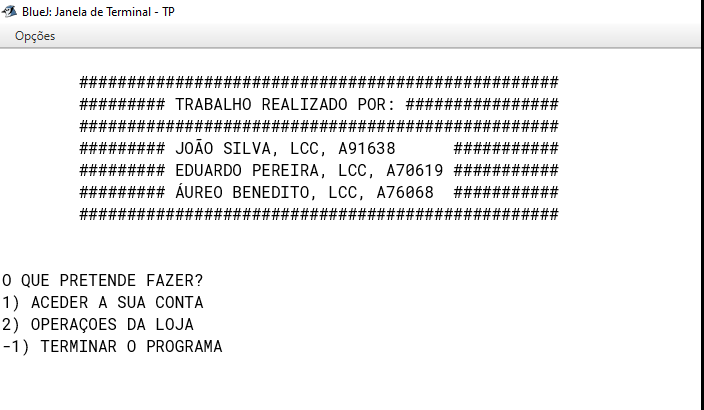 BlueJ: Janela de Terminal - TP
Opções
##################################################
######### TRABALHO REALIZADO POR: ################
##################################################
######### JOÃO SILVA, LCC, A91638      ###########
######### EDUARDO PEREIRA, LCC, A70619 ###########
######### ÁUREO BENEDITO, LCC, A76068  ###########
##################################################
O QUE PRETENDE FAZER?
1) ACEDER A SUA CONTA
2) OPERAÇOES DA LOJA
-1) TERMINAR O PROGRAMA